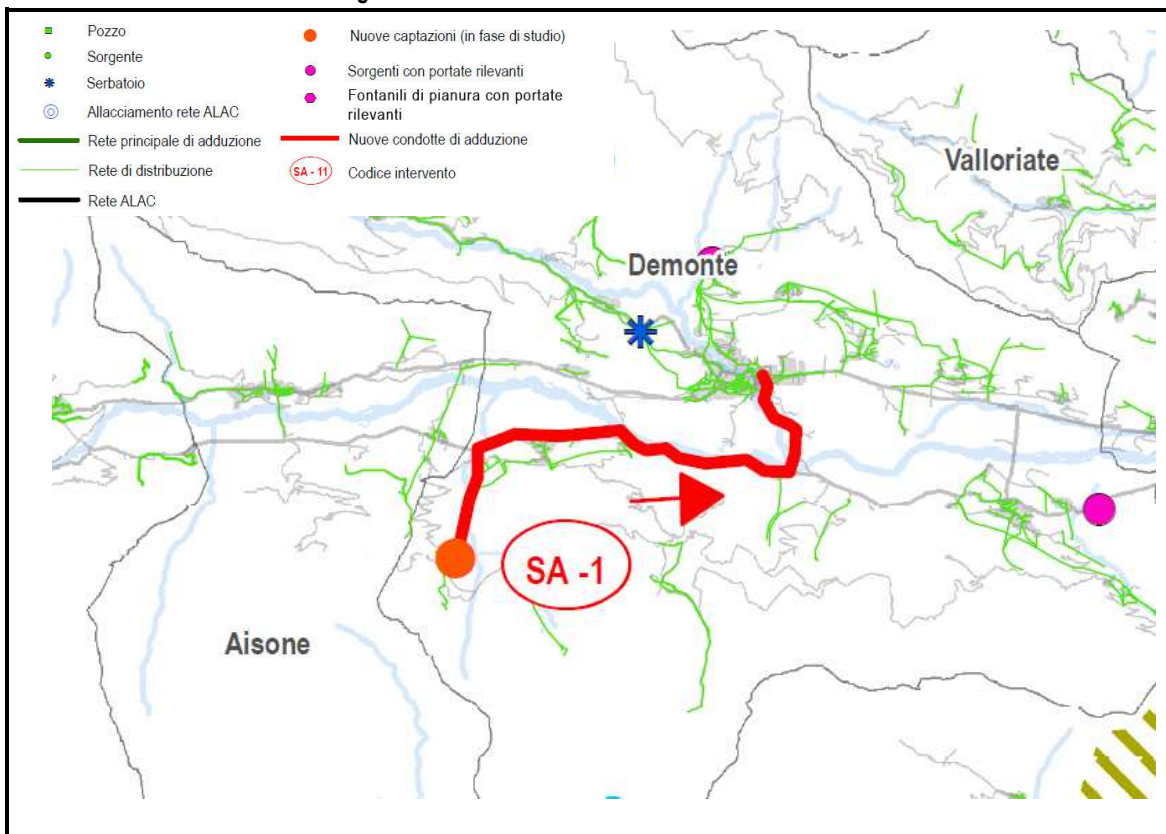 Pozzo
Sorgente
Serbatoio
Allacciamento rete ALAC
Rete principale di adduzione
Rete di distribuzione
Rete ALAC
Nuove captazioni (in fase di studio)
Sorgenti con portate rilevanti
Fontanili di pianura con portate
rilevanti
Nuove condotte di adduzione
SA - 11 Codice intervento
Valloriate
Demonte
SA -1
Aisone